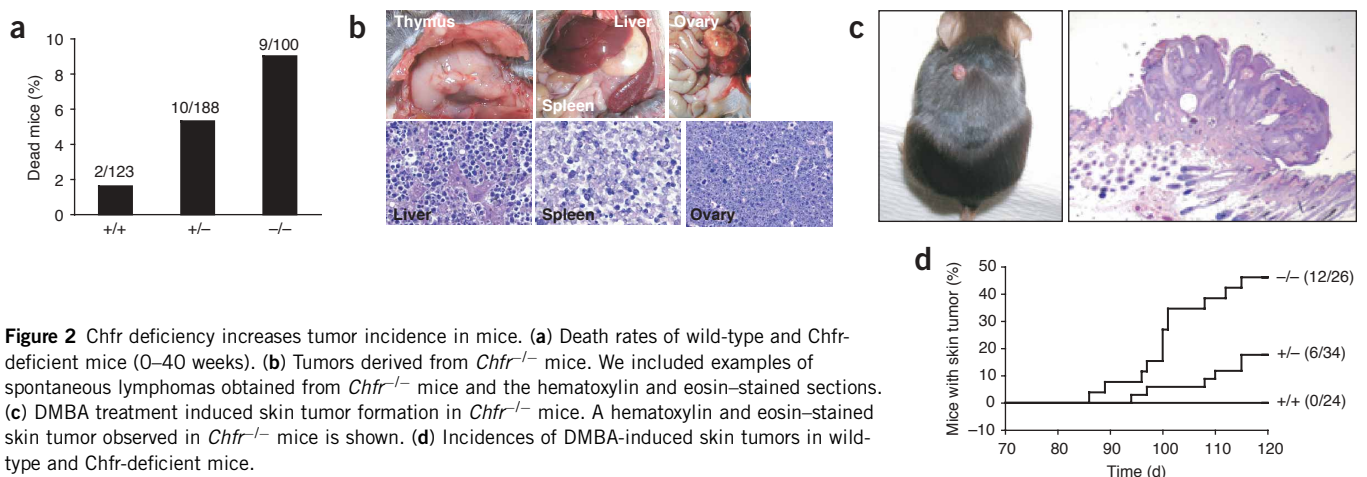 a
10
8
6
4
2
0
Dead mice (%)
2/123
10/188
9/100
+/+
+/–
–/–
b
Thymus
Liver
Ovary
Spleen
Liver
Spleen
Ovary
c
d
50
40
30
20
10
0
–10
Mice with skin tumor (%)
–/– (12/26)
+/– (6/34)
+/+ (0/24)
70
80
90
100
110
120
Time (d)
Figure 2 Chfr deficiency increases tumor incidence in mice. (a) Death rates of wild-type and Chfr-
deficient mice (0–40 weeks). (b) Tumors derived from Chfr–/– mice. We included examples of
spontaneous lymphomas obtained from Chfr–/– mice and the hematoxylin and eosin–stained sections.
(c) DMBA treatment induced skin tumor formation in Chfr–/– mice. A hematoxylin and eosin–stained
skin tumor observed in Chfr–/– mice is shown. (d) Incidences of DMBA-induced skin tumors in wild-
type and Chfr-deficient mice.